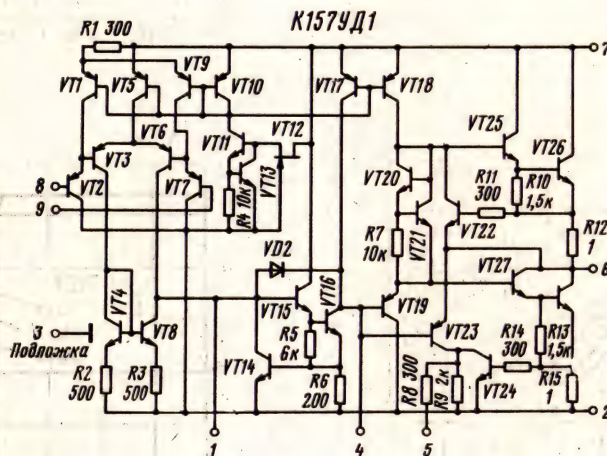 К157УД1
R1 300
7
VT1
VT5
VT9
VT10
VT17
VT18
VT25
VT26
VT3
VT6
VT11
VT12
VT13
VT20
R11
300
R10
1,5к
8
9
VT2
VT7
R4 10к
VT21
VT22
R12
1
R7
10к
VD2
VT27
6
VT4
VT8
VT15
VT16
VT19
3
Подложка
R5
6к
VT23
R14
300
R13
1,5к
R2
500
R3
500
VT14
R6
200
R8 300
R9 2к
VT24
R15
1
2
1
4
5